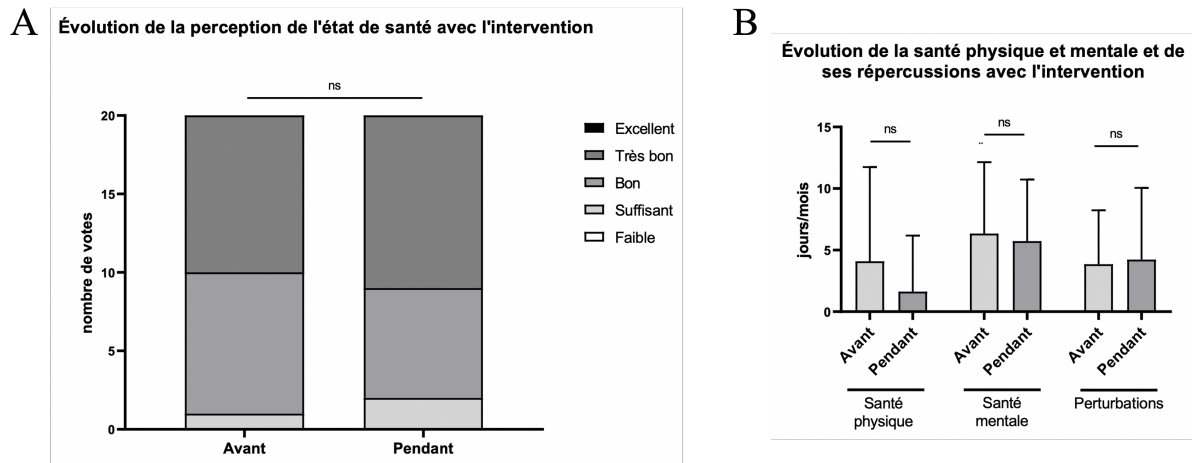 A
Évolution de la perception de l'état de santé avec l'intervention
ns
nombre de votes
20
15
10
5
0
Avant
Pendant
Excellent
Très bon
Bon
Suffisant
Faible
B
Évolution de la santé physique et mentale et de
ses répercussions avec l'intervention
jours/mois
15
10
5
0
ns
ns
ns
Avant
Pendant
Avant
Pendant
Avant
Pendant
Santé
physique
Santé
mentale
Perturbations